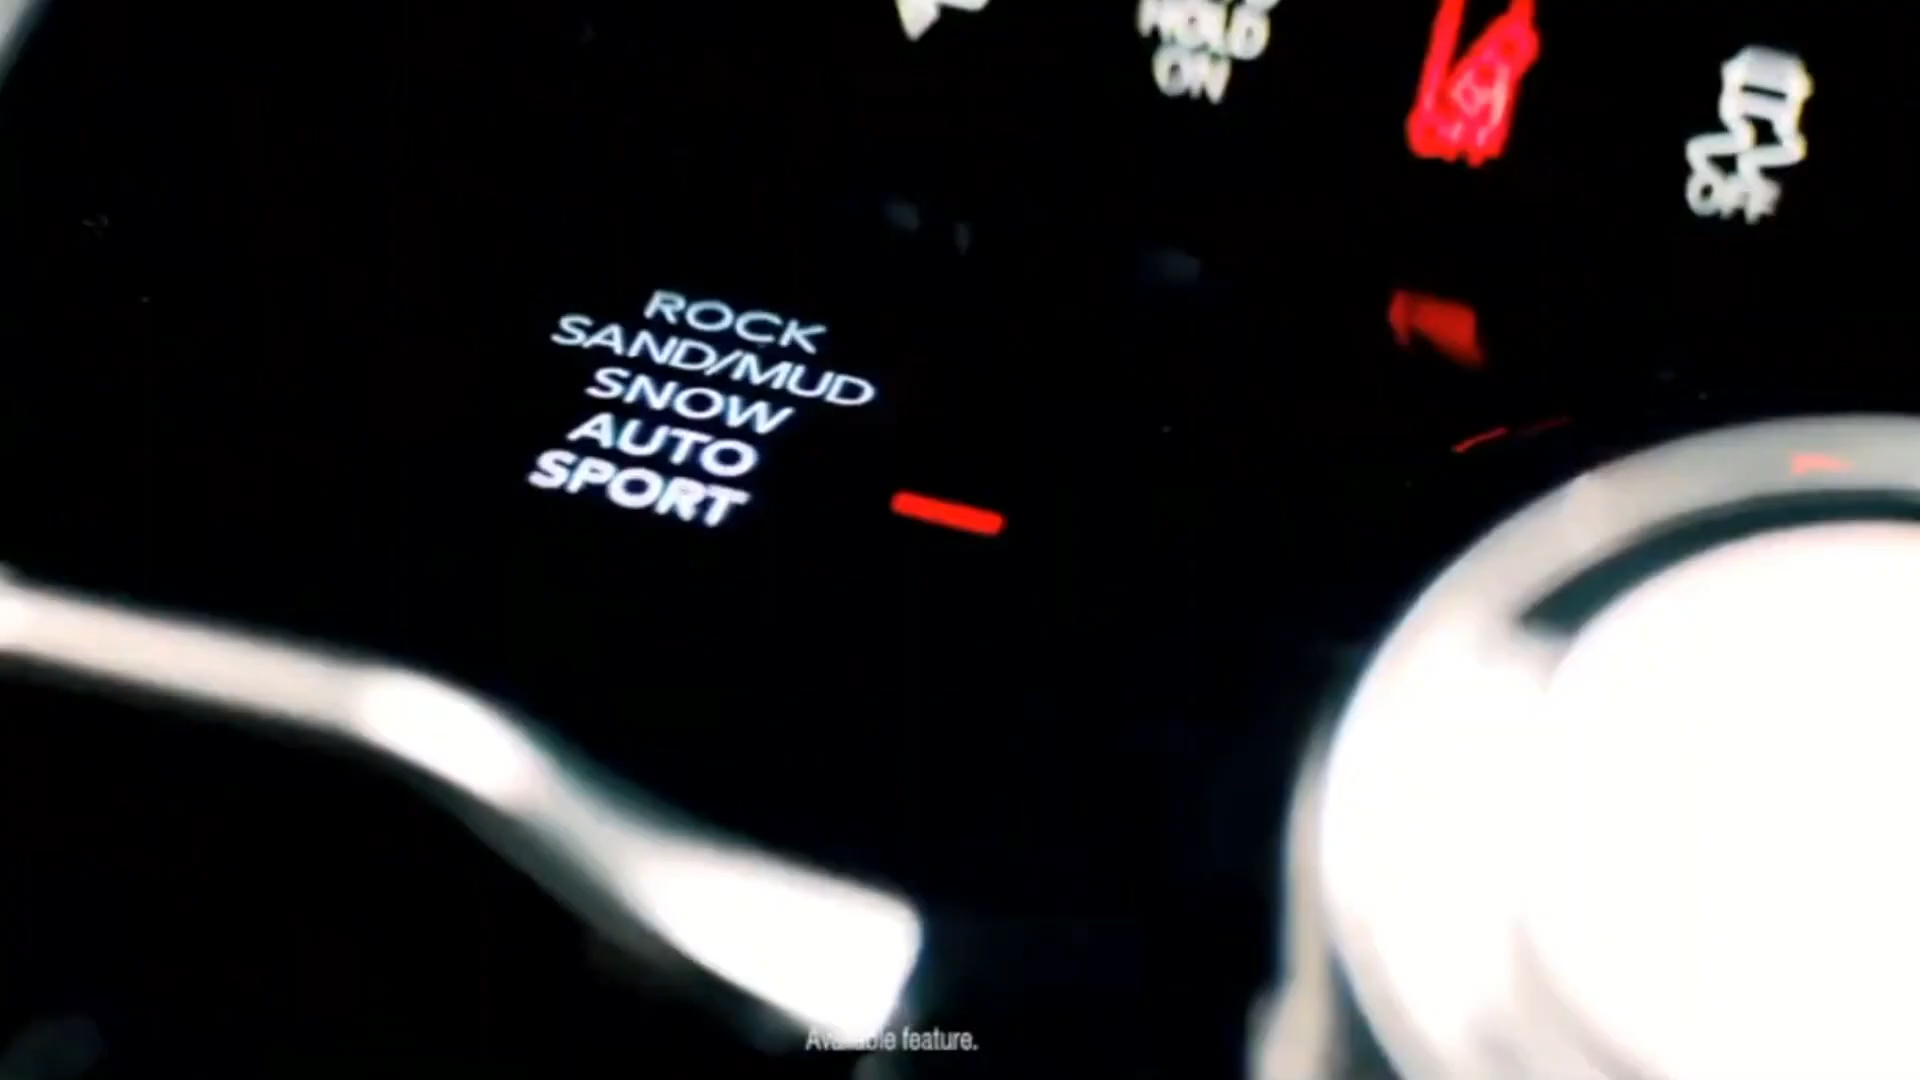 HOLD
ON
OFF
ROCK
SAND/MUD
SNOW
AUTO
SPORT
Available feature.